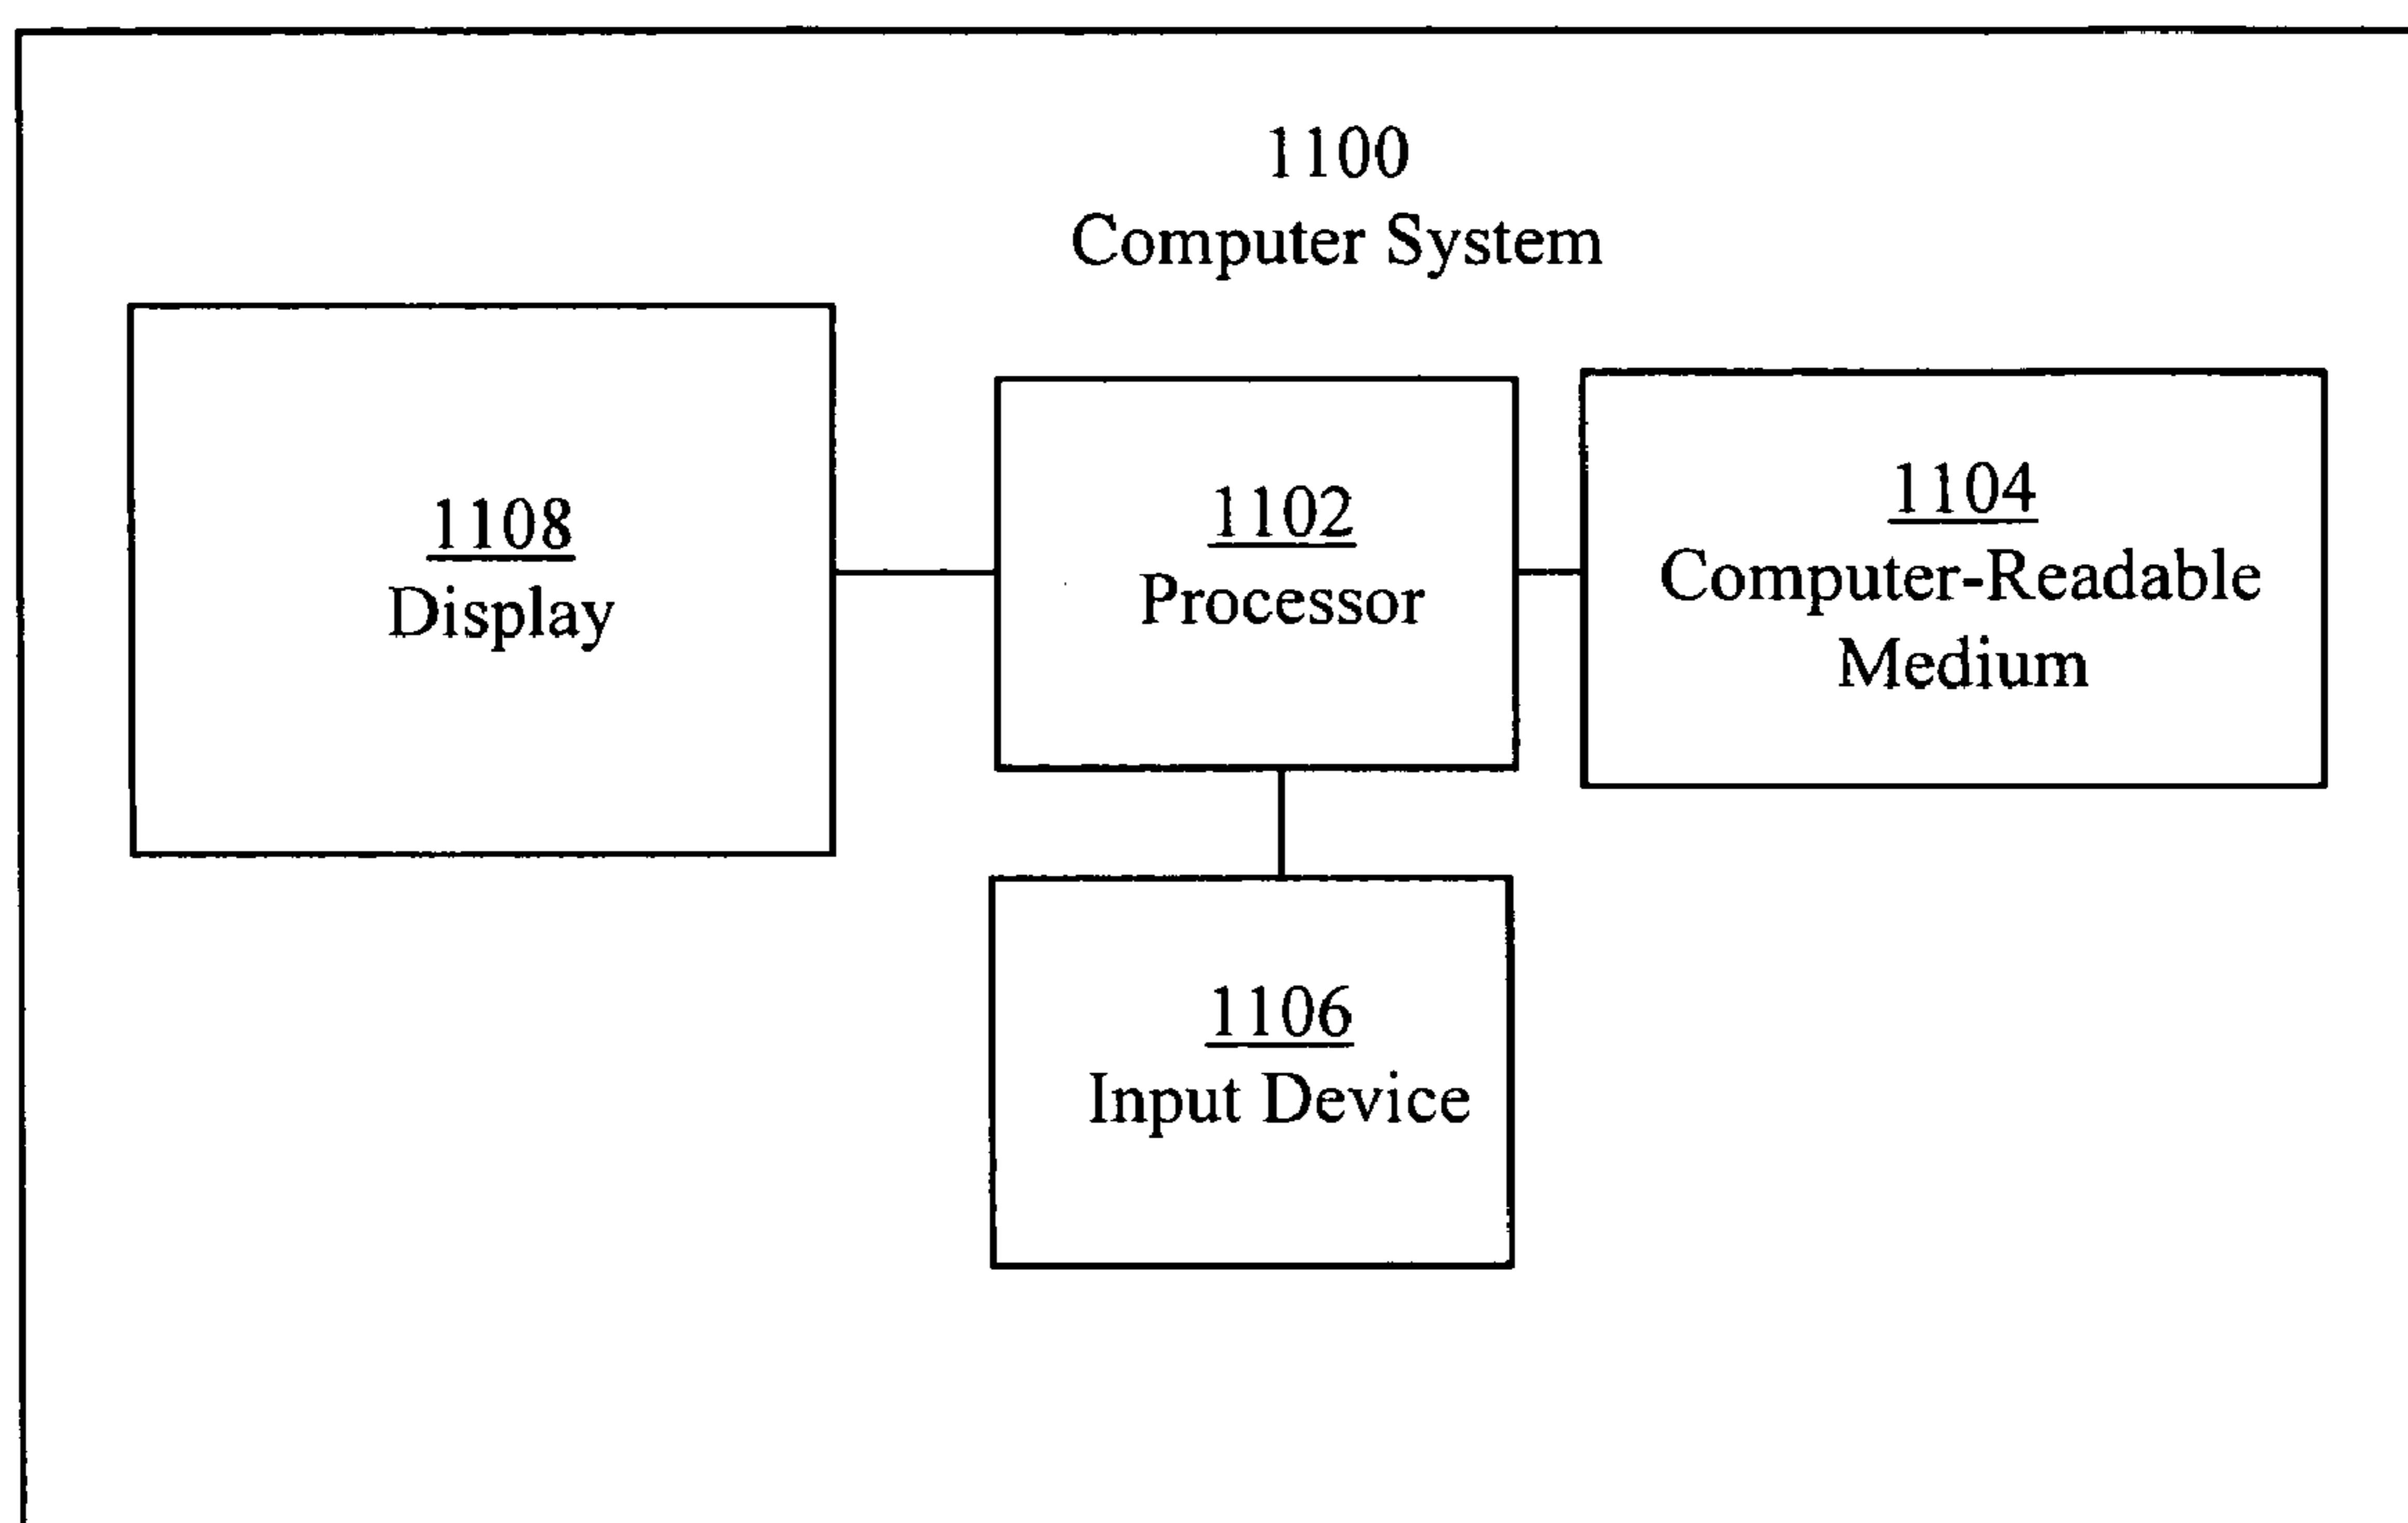 1100
Computer System
1108
Display
1102
Processor
1104
Computer-Readable
Medium
1106
Input Device